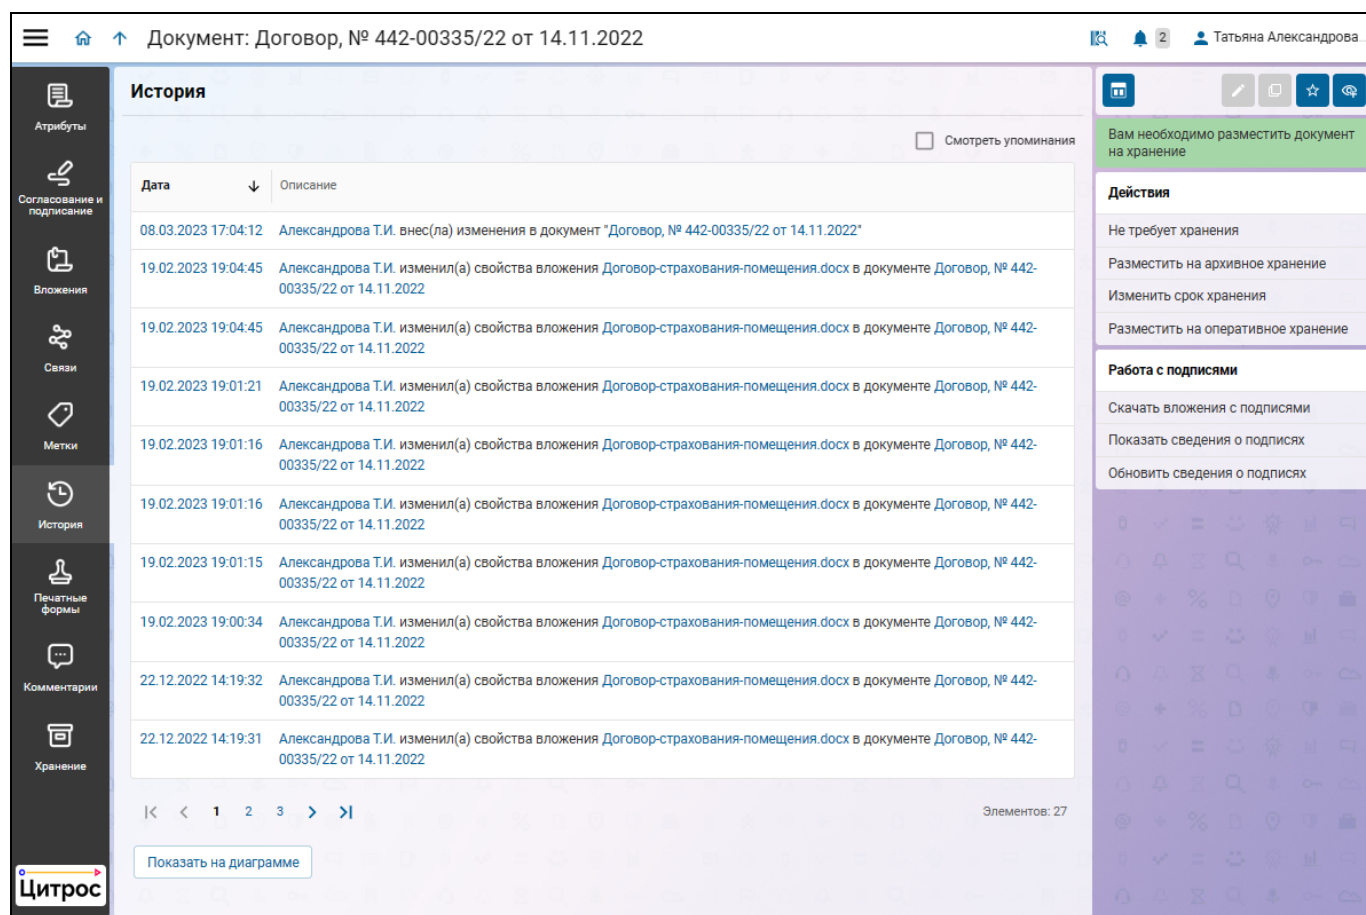 Документ: Договор, № 442-00335/22 от 14.11.2022
2
Татьяна Александрова...
Атрибуты
Согласование и
подписание
Вложения
Связи
Метки
История
Печатные
формы
Комментарии
Хранение
Цитрос
История
Смотреть упоминания
Дата Описание
08.03.2023 17:04:12 Александрова Т.И. внес(ла) изменения в документ "Договор, № 442-00335/22 от 14.11.2022"
19.02.2023 19:04:45 Александрова Т.И. изменил(а) свойства вложения Договор-страхования-помещения.docx в документе Договор, № 442-
00335/22 от 14.11.2022
19.02.2023 19:04:45 Александрова Т.И. изменил(а) свойства вложения Договор-страхования-помещения.docx в документе Договор, № 442-
00335/22 от 14.11.2022
19.02.2023 19:01:21 Александрова Т.И. изменил(а) свойства вложения Договор-страхования-помещения.docx в документе Договор, № 442-
00335/22 от 14.11.2022
19.02.2023 19:01:16 Александрова Т.И. изменил(а) свойства вложения Договор-страхования-помещения.docx в документе Договор, № 442-
00335/22 от 14.11.2022
19.02.2023 19:01:16 Александрова Т.И. изменил(а) свойства вложения Договор-страхования-помещения.docx в документе Договор, № 442-
00335/22 от 14.11.2022
19.02.2023 19:01:15 Александрова Т.И. изменил(а) свойства вложения Договор-страхования-помещения.docx в документе Договор, № 442-
00335/22 от 14.11.2022
19.02.2023 19:00:34 Александрова Т.И. изменил(а) свойства вложения Договор-страхования-помещения.docx в документе Договор, № 442-
00335/22 от 14.11.2022
22.12.2022 14:19:32 Александрова Т.И. изменил(а) свойства вложения Договор-страхования-помещения.docx в документе Договор, № 442-
00335/22 от 14.11.2022
22.12.2022 14:19:31 Александрова Т.И. изменил(а) свойства вложения Договор-страхования-помещения.docx в документе Договор, № 442-
00335/22 от 14.11.2022
1 2 3
Элементов: 27
Показать на диаграмме
Вам необходимо разместить документ
на хранение
Действия
Не требует хранения
Разместить на архивное хранение
Изменить срок хранения
Разместить на оперативное хранение
Работа с подписями
Скачать вложения с подписями
Показать сведения о подписях
Обновить сведения о подписях